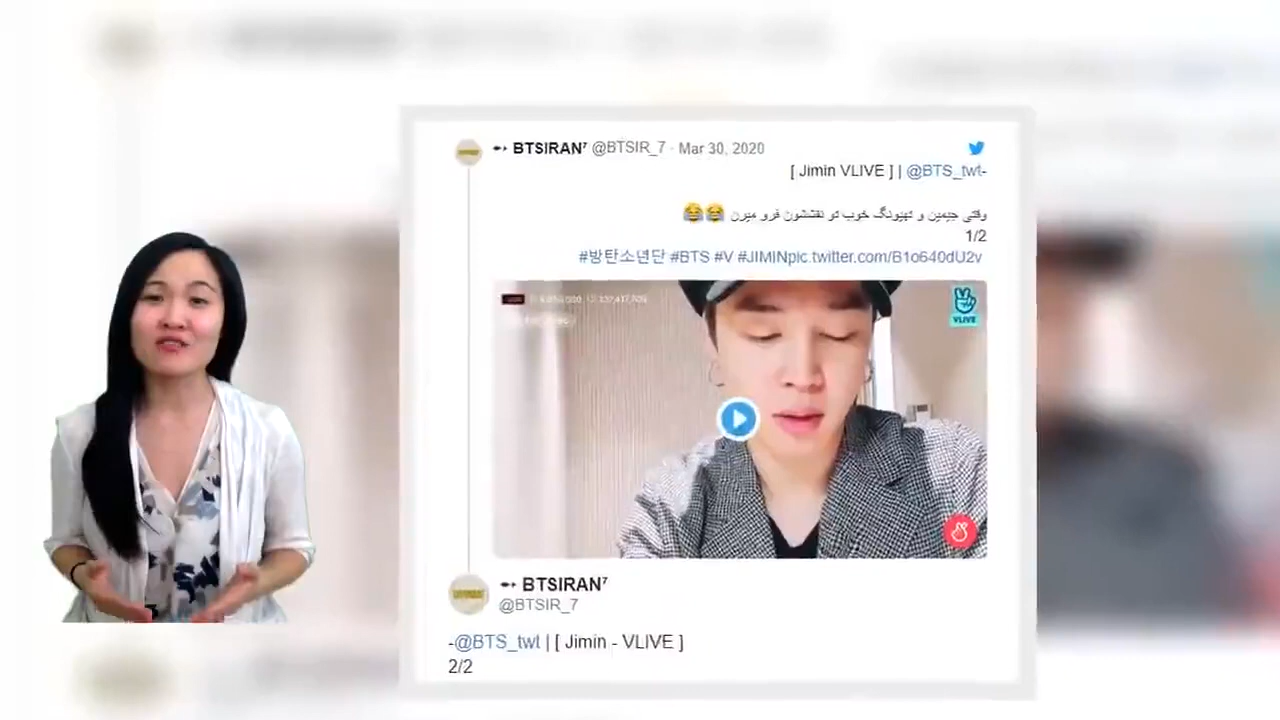 ➳ BTSIRAN⁷ @BTSIR_7 · Mar 30, 2020
[ Jimin VLIVE ] | @BTS_twt-
وقتی جیمین و تهیونگ خوب تو نقششون فرو میرن 😂😂
1/2
#방탄소년단 #BTS #V #JIMINpic.twitter.com/B1o640dU2v
VLIVE
➳ BTSIRAN⁷
@BTSIR_7
-@BTS_twt | [ Jimin - VLIVE ]
2/2